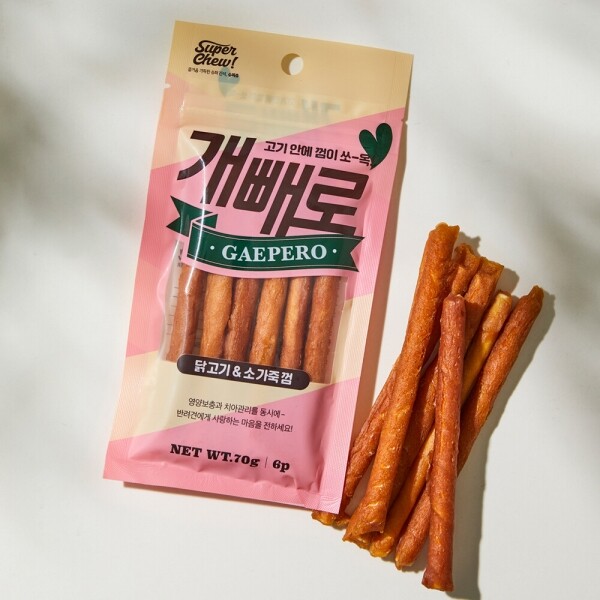 Super
Chew!
고기 안에 껌이 쏘-옥!
개빼로
· GAEPERO ·
닭고기 & 소가죽 껌
영양보충과 치아관리를 동시에~
반려견에게 사랑하는 마음을 전하세요!
NET WT.70g | 6p